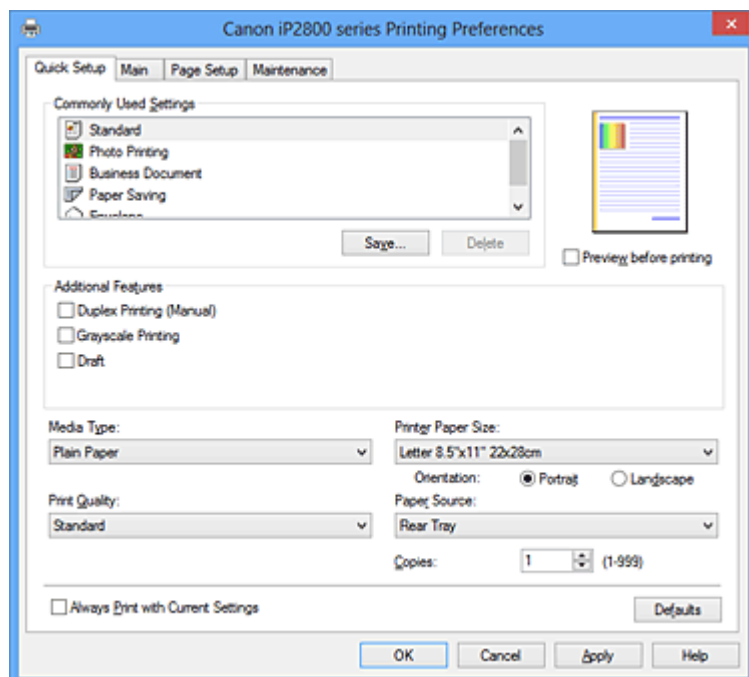 Canon iP2800 series Printing Preferences
Quick Setup Main Page Setup Maintenance
Commonly Used Settings
Standard
Photo Printing
Business Document
Paper Saving
Envelope
Save... Delete
Preview before printing
Additional Features
Duplex Printing (Manual)
Grayscale Printing
Draft
Media Type: Printer Paper Size:
Plain Paper Letter 8.5"x11" 22x28cm
Orientation: Portrait Landscape
Print Quality: Paper Source:
Standard Rear Tray
Copies: 1 (1-999)
Always Print with Current Settings Defaults
OK Cancel Apply Help